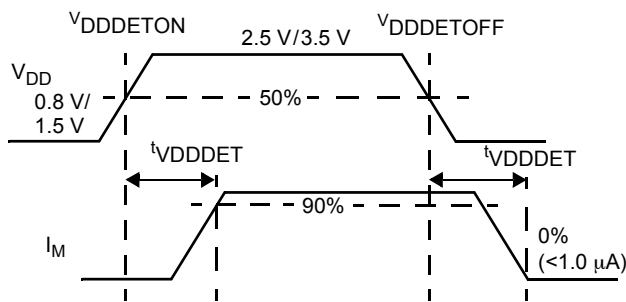 VDDDETON
2.5 V/3.5 V
VDDDETOFF
VDD
0.8 V/
1.5 V
50%
tVDDDET
tVDDDET
90%
IM
0%
(<1.0 μA)